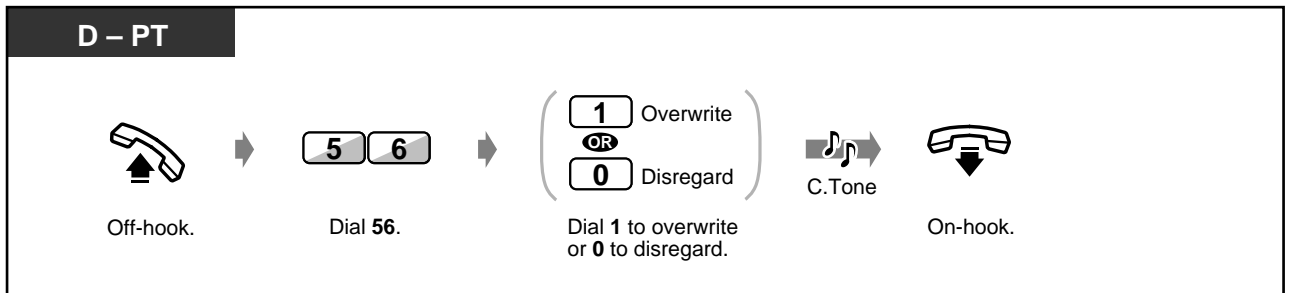 D – PT
5 6
1 Overwrite
OR
0 Disregard
C.Tone
Off-hook.
Dial 56.
Dial 1 to overwrite
or 0 to disregard.
On-hook.